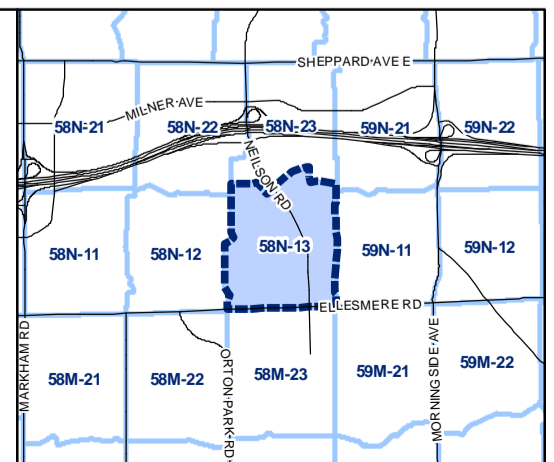 SHEPPARD AVE E
MILNER AVE
58N-21
58N-22
58N-23
59N-21
59N-22
NEILSON RD
58N-11
58N-12
58N-13
59N-11
59N-12
ELLESMERE RD
MARKHAM RD
ORTON PARK RD
MORNINGSIDE AVE
58M-21
58M-22
58M-23
59M-21
59M-22